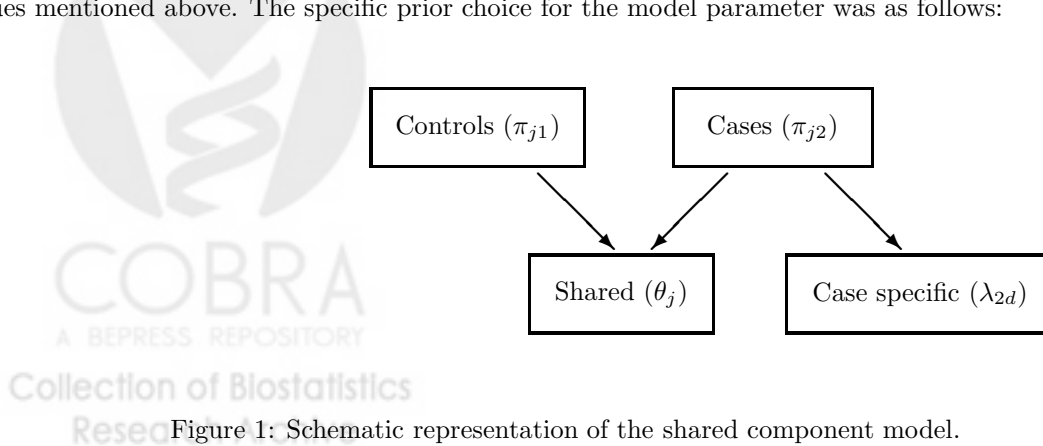 ues mentioned above. The specific prior choice for the model parameter was as follows:
Controls (π_{j1})
Cases (π_{j2})
Shared (θ_j)
Case specific (λ_{2d})
COBRA
A BEPRESS REPOSITORY
Collection of Biostatistics
Research Archive
Figure 1: Schematic representation of the shared component model.